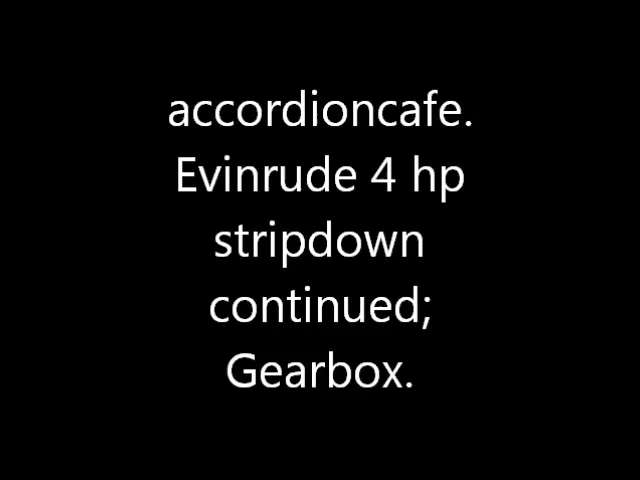 accordioncafe.
Evinrude 4 hp
stripdown
continued;
Gearbox.